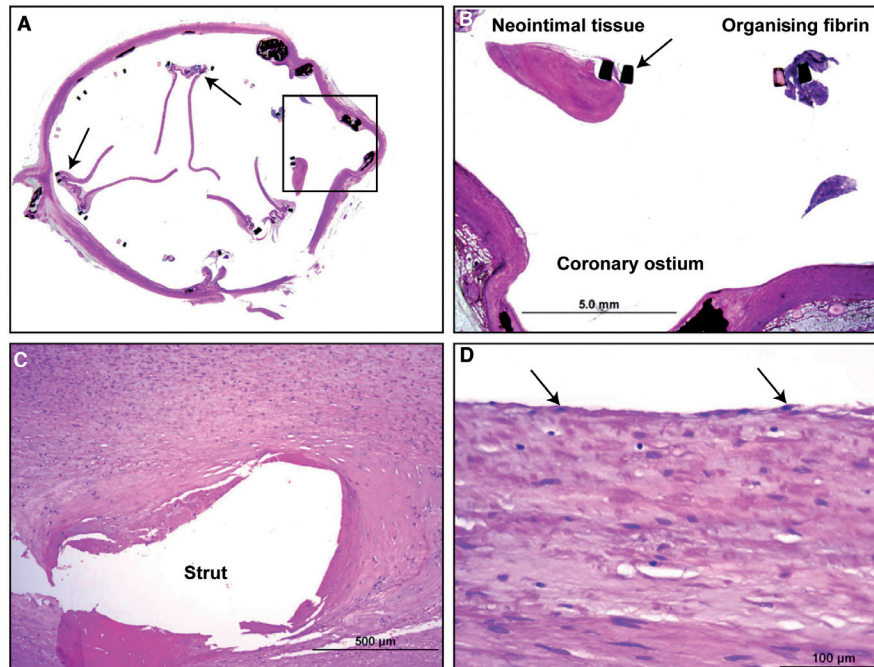 A
B
Neointimal tissue
Organising fibrin
Coronary ostium
5.0 mm
C
Strut
500 µm
D
100 µm